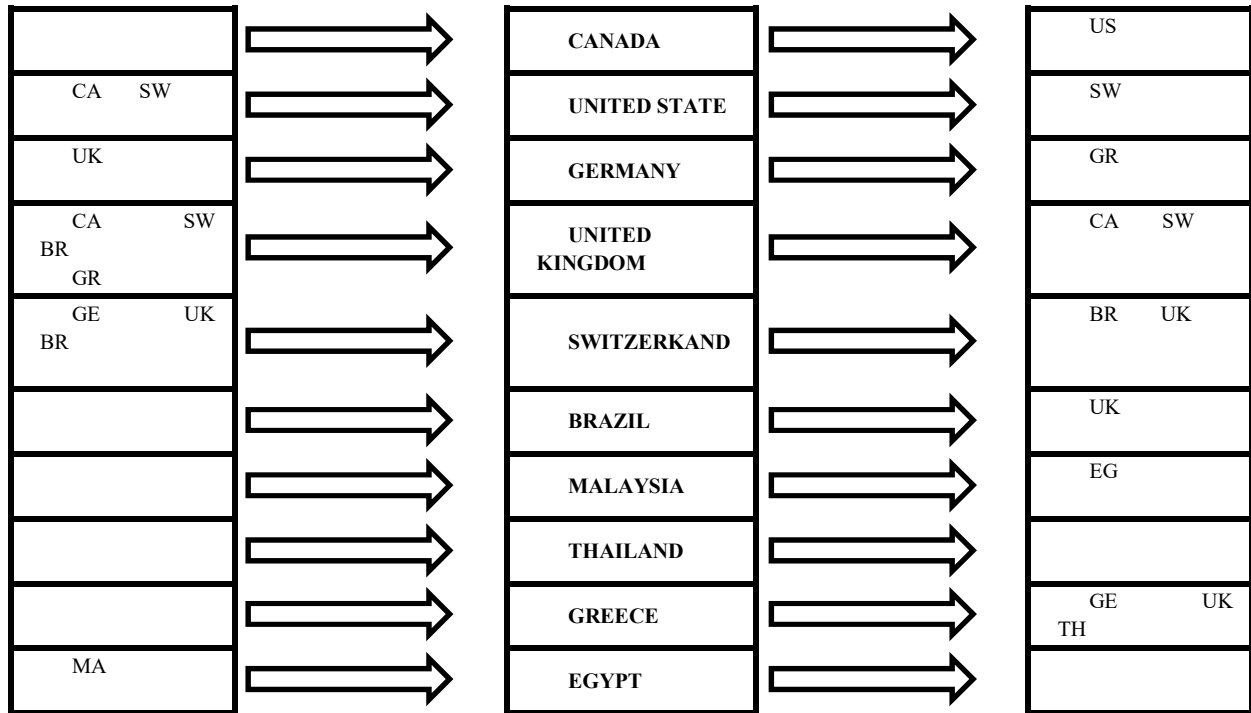 CANADA US
CA SW UNITED STATE SW
UK GERMANY GR
CA SW
BR
GR
UNITED
KINGDOM
CA SW
GE UK
BR
SWITZERKAND
BR UK
BRAZIL UK
MALAYSIA EG
THAILAND
GREECE
GE UK
TH
MA EGYPT